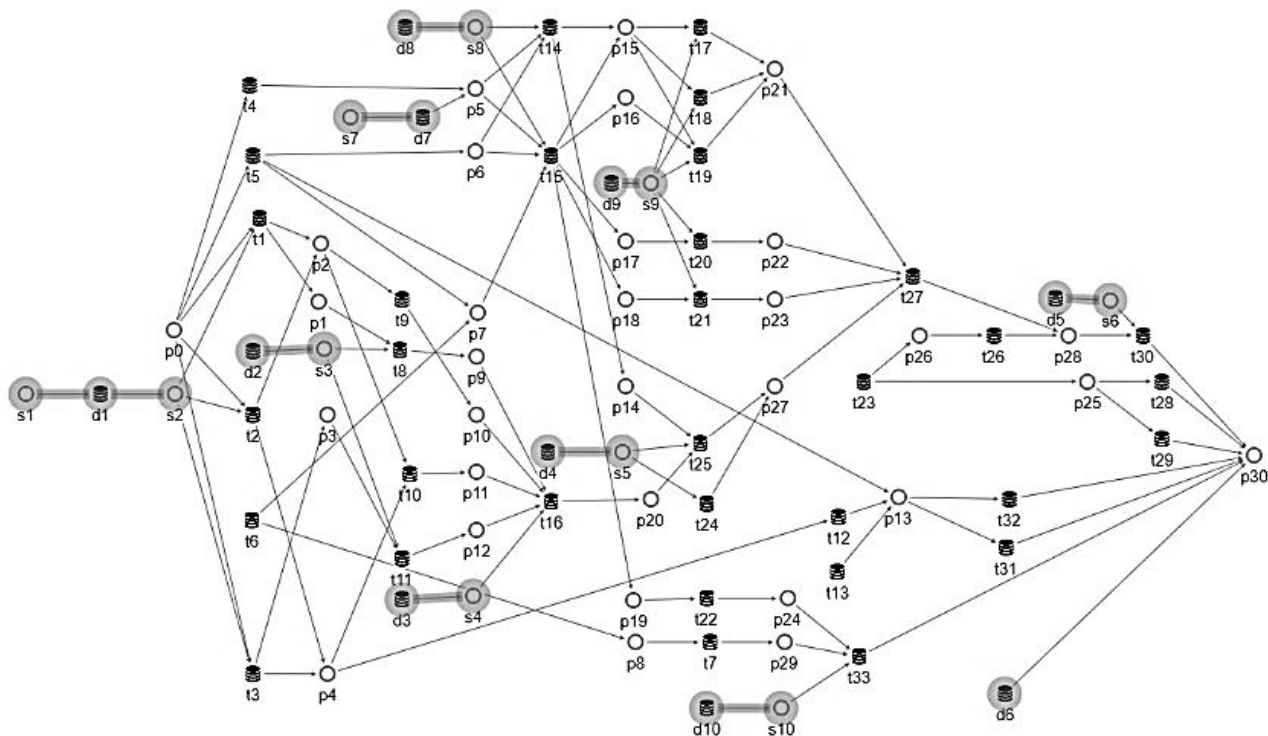 d8 s8 t14 p15 t17
p21
t4 p5 p16 t18
s7 d7
t5 p6 t15 t19
d9 s9
t1
p2 p17 t20 p22
t27
p1 t9 p7 p18 t21 p23 d5 s6
p0 p26 t26 p28 t30
d2 s3 t8 p9
p14 p27 t23 p25 t28
s1 d1 s2 t2 p3 p10
t25 t29
d4 s5 p30
t10 p11
t6 p20 t24 p13 t32
t16 t12
p12 t31
t11 t13
d3 s4
p19 t22 p24
p8 t7 p29
t33
t3 p4
d6
d10 s10